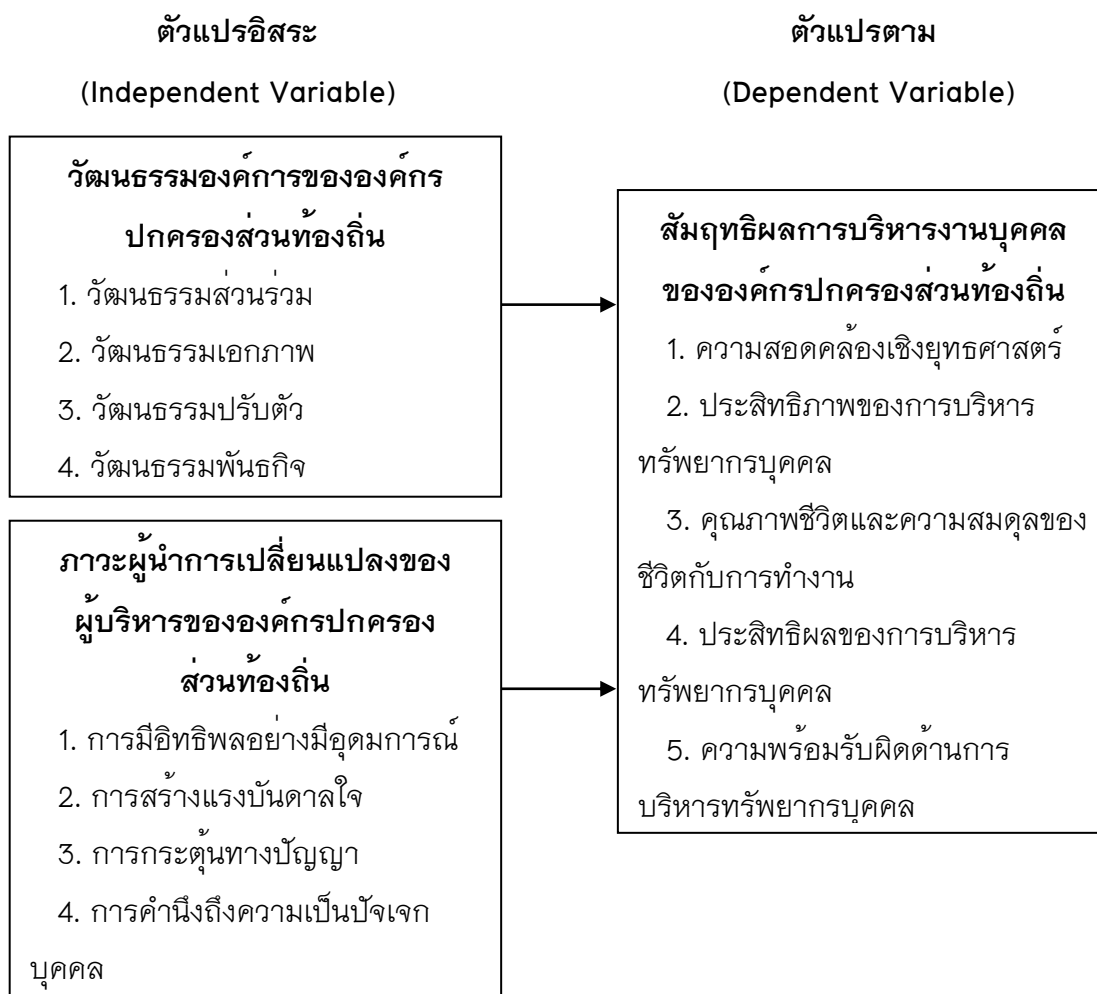 ตัวแปรอิสระ
(Independent Variable)
วัฒนธรรมองค์การขององค์กร
ปกครองส่วนท้องถิ่น
1. วัฒนธรรมส่วนร่วม
2. วัฒนธรรมเอกภาพ
3. วัฒนธรรมปรับตัว
4. วัฒนธรรมพันธกิจ
ภาวะผู้นำการเปลี่ยนแปลงของ
ผู้บริหารขององค์กรปกครอง
ส่วนท้องถิ่น
1. การมีอิทธิพลอย่างมีอุดมการณ์
2. การสร้างแรงบันดาลใจ
3. การกระตุ้นทางปัญญา
4. การคำนึงถึงความเป็นปัจเจก
บุคคล
ตัวแปรตาม
(Dependent Variable)
สัมฤทธิผลการบริหารงานบุคคล
ขององค์กรปกครองส่วนท้องถิ่น
1. ความสอดคล้องเชิงยุทธศาสตร์
2. ประสิทธิภาพของการบริหาร
ทรัพยากรบุคคล
3. คุณภาพชีวิตและความสมดุลของ
ชีวิตกับการทำงาน
4. ประสิทธิผลของการบริหาร
ทรัพยากรบุคคล
5. ความพร้อมรับผิดด้านการ
บริหารทรัพยากรบุคคล